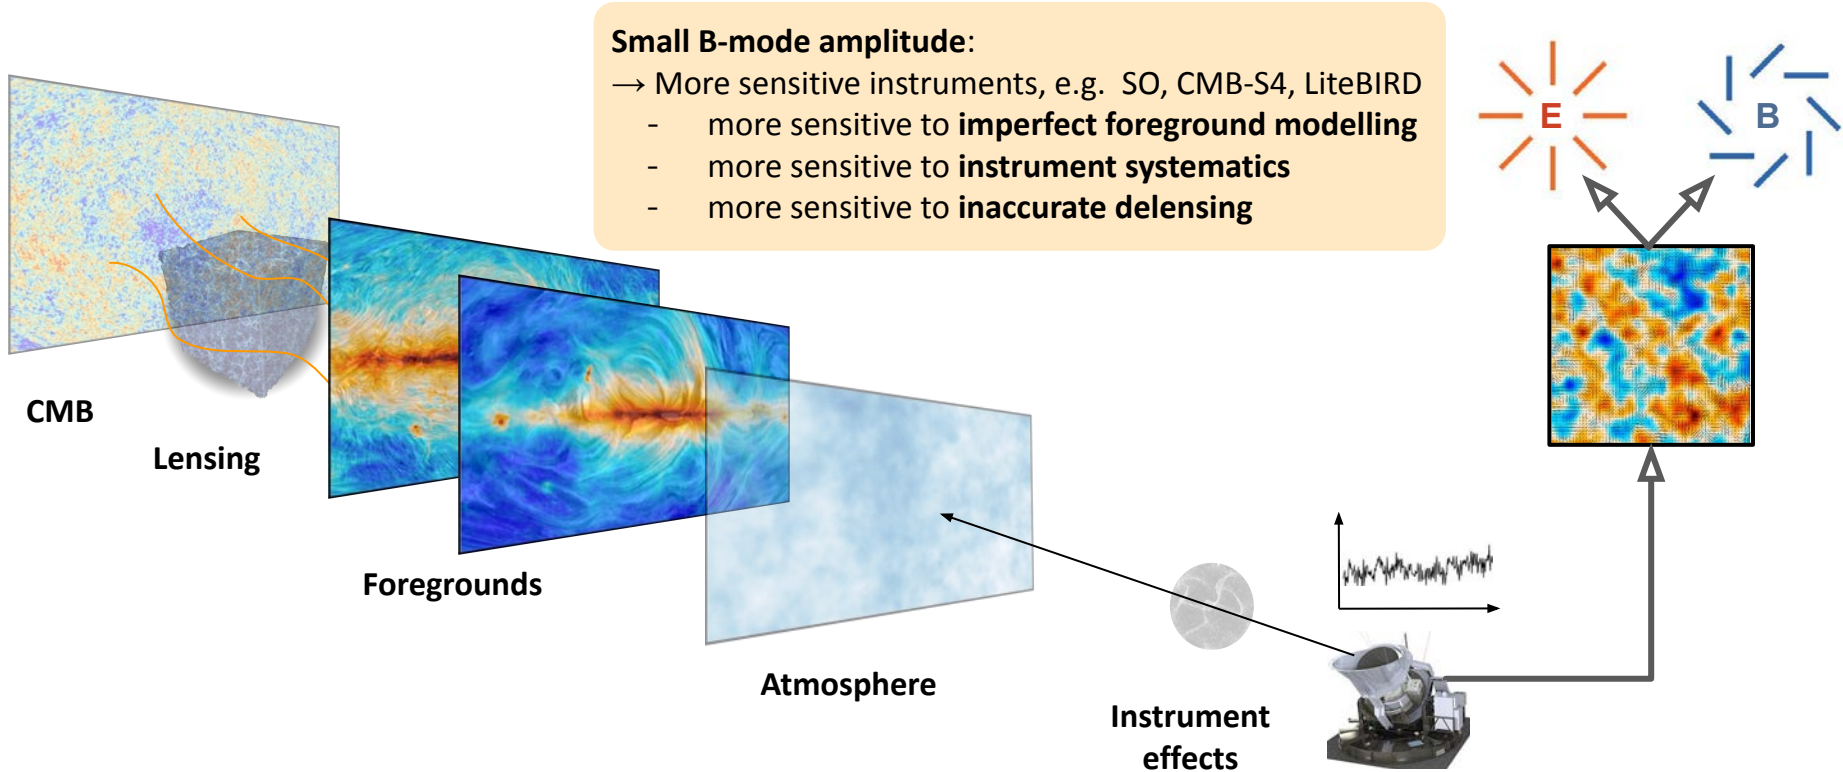 Small B-mode amplitude:
→ More sensitive instruments, e.g. SO, CMB-S4, LiteBIRD
- more sensitive to imperfect foreground modelling
- more sensitive to instrument systematics
- more sensitive to inaccurate delensing
E
B
CMB
Lensing
Foregrounds
Atmosphere
Instrument
effects